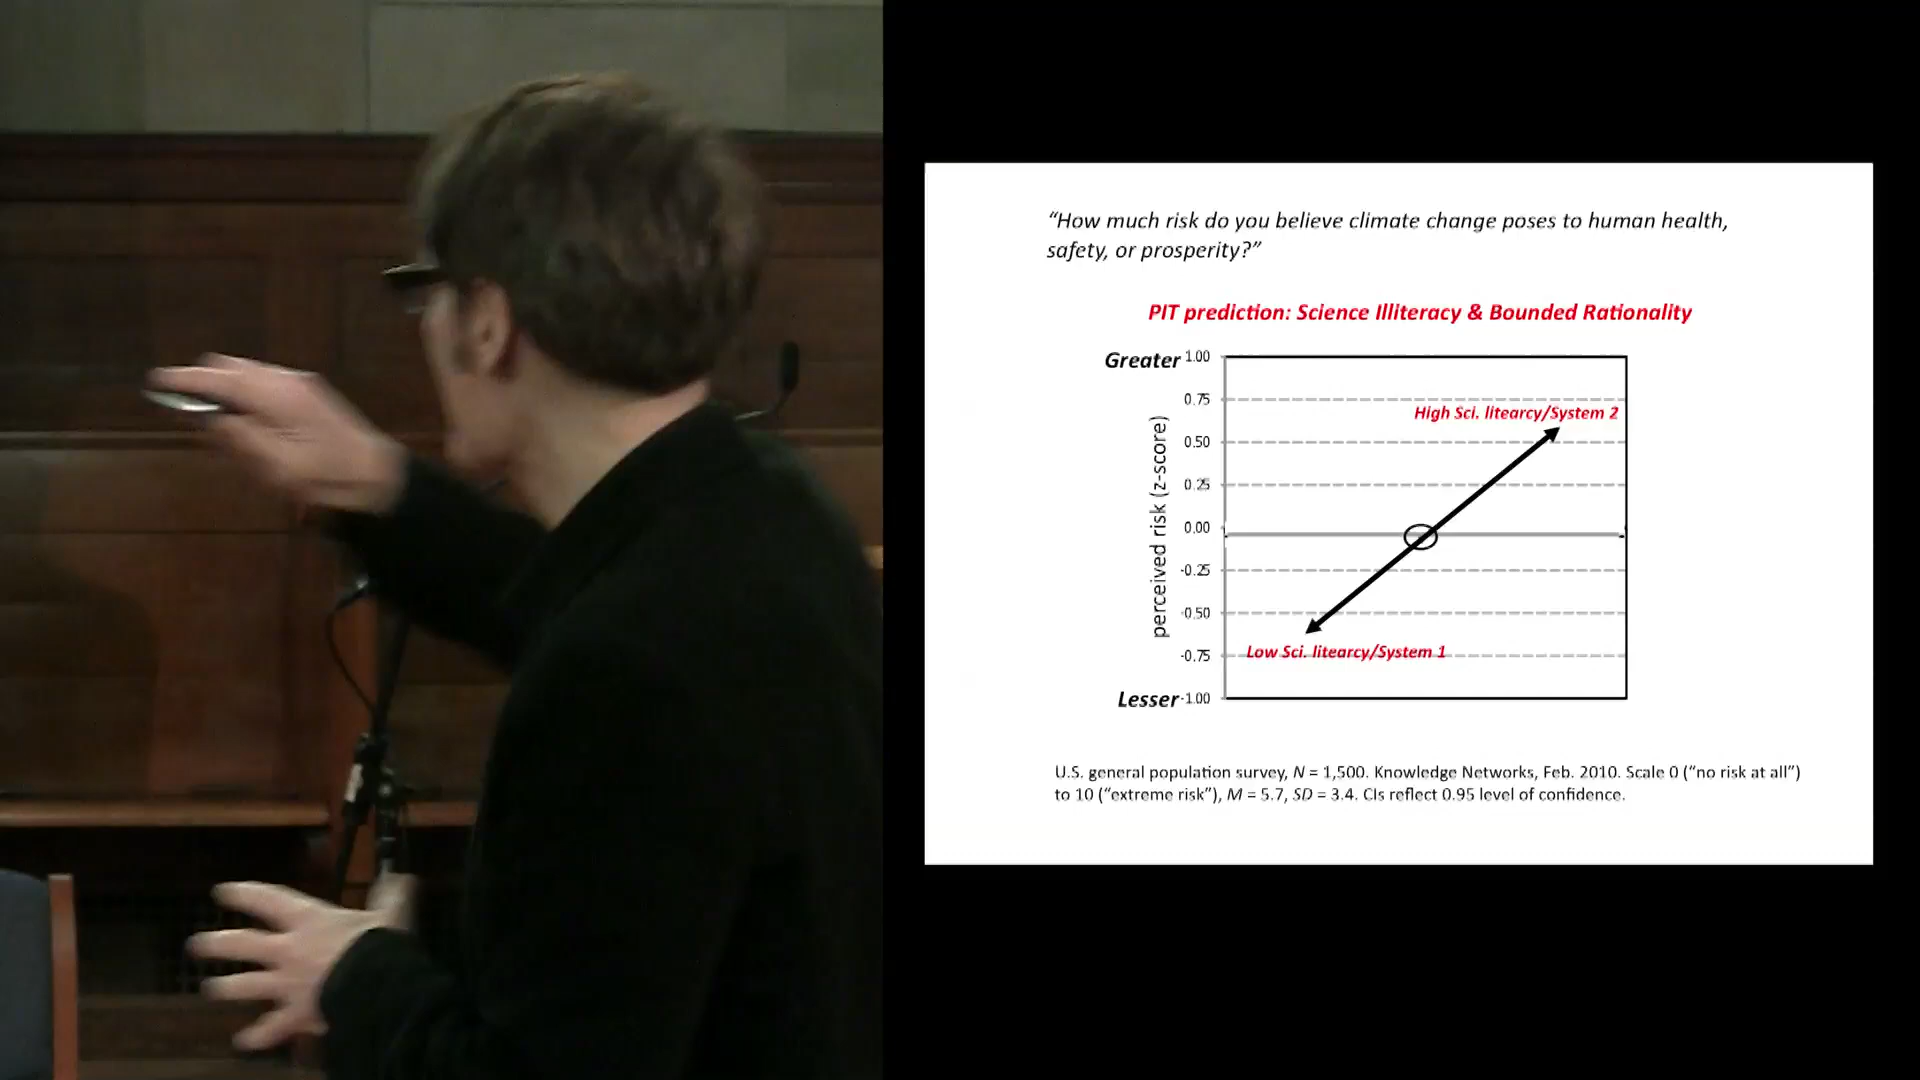 “How much risk do you believe climate change poses to human health,
safety, or prosperity?”
PIT prediction: Science Illiteracy & Bounded Rationality
Greater
1.00
0.75
High Sci. litearcy/System 2
0.50
0.25
0.00
-0.25
-0.50
Low Sci. litearcy/System 1
-0.75
Lesser
-1.00
perceived risk (z-score)
U.S. general population survey, N = 1,500. Knowledge Networks, Feb. 2010. Scale 0 (“no risk at all”)
to 10 (“extreme risk”), M = 5.7, SD = 3.4. CIs reflect 0.95 level of confidence.